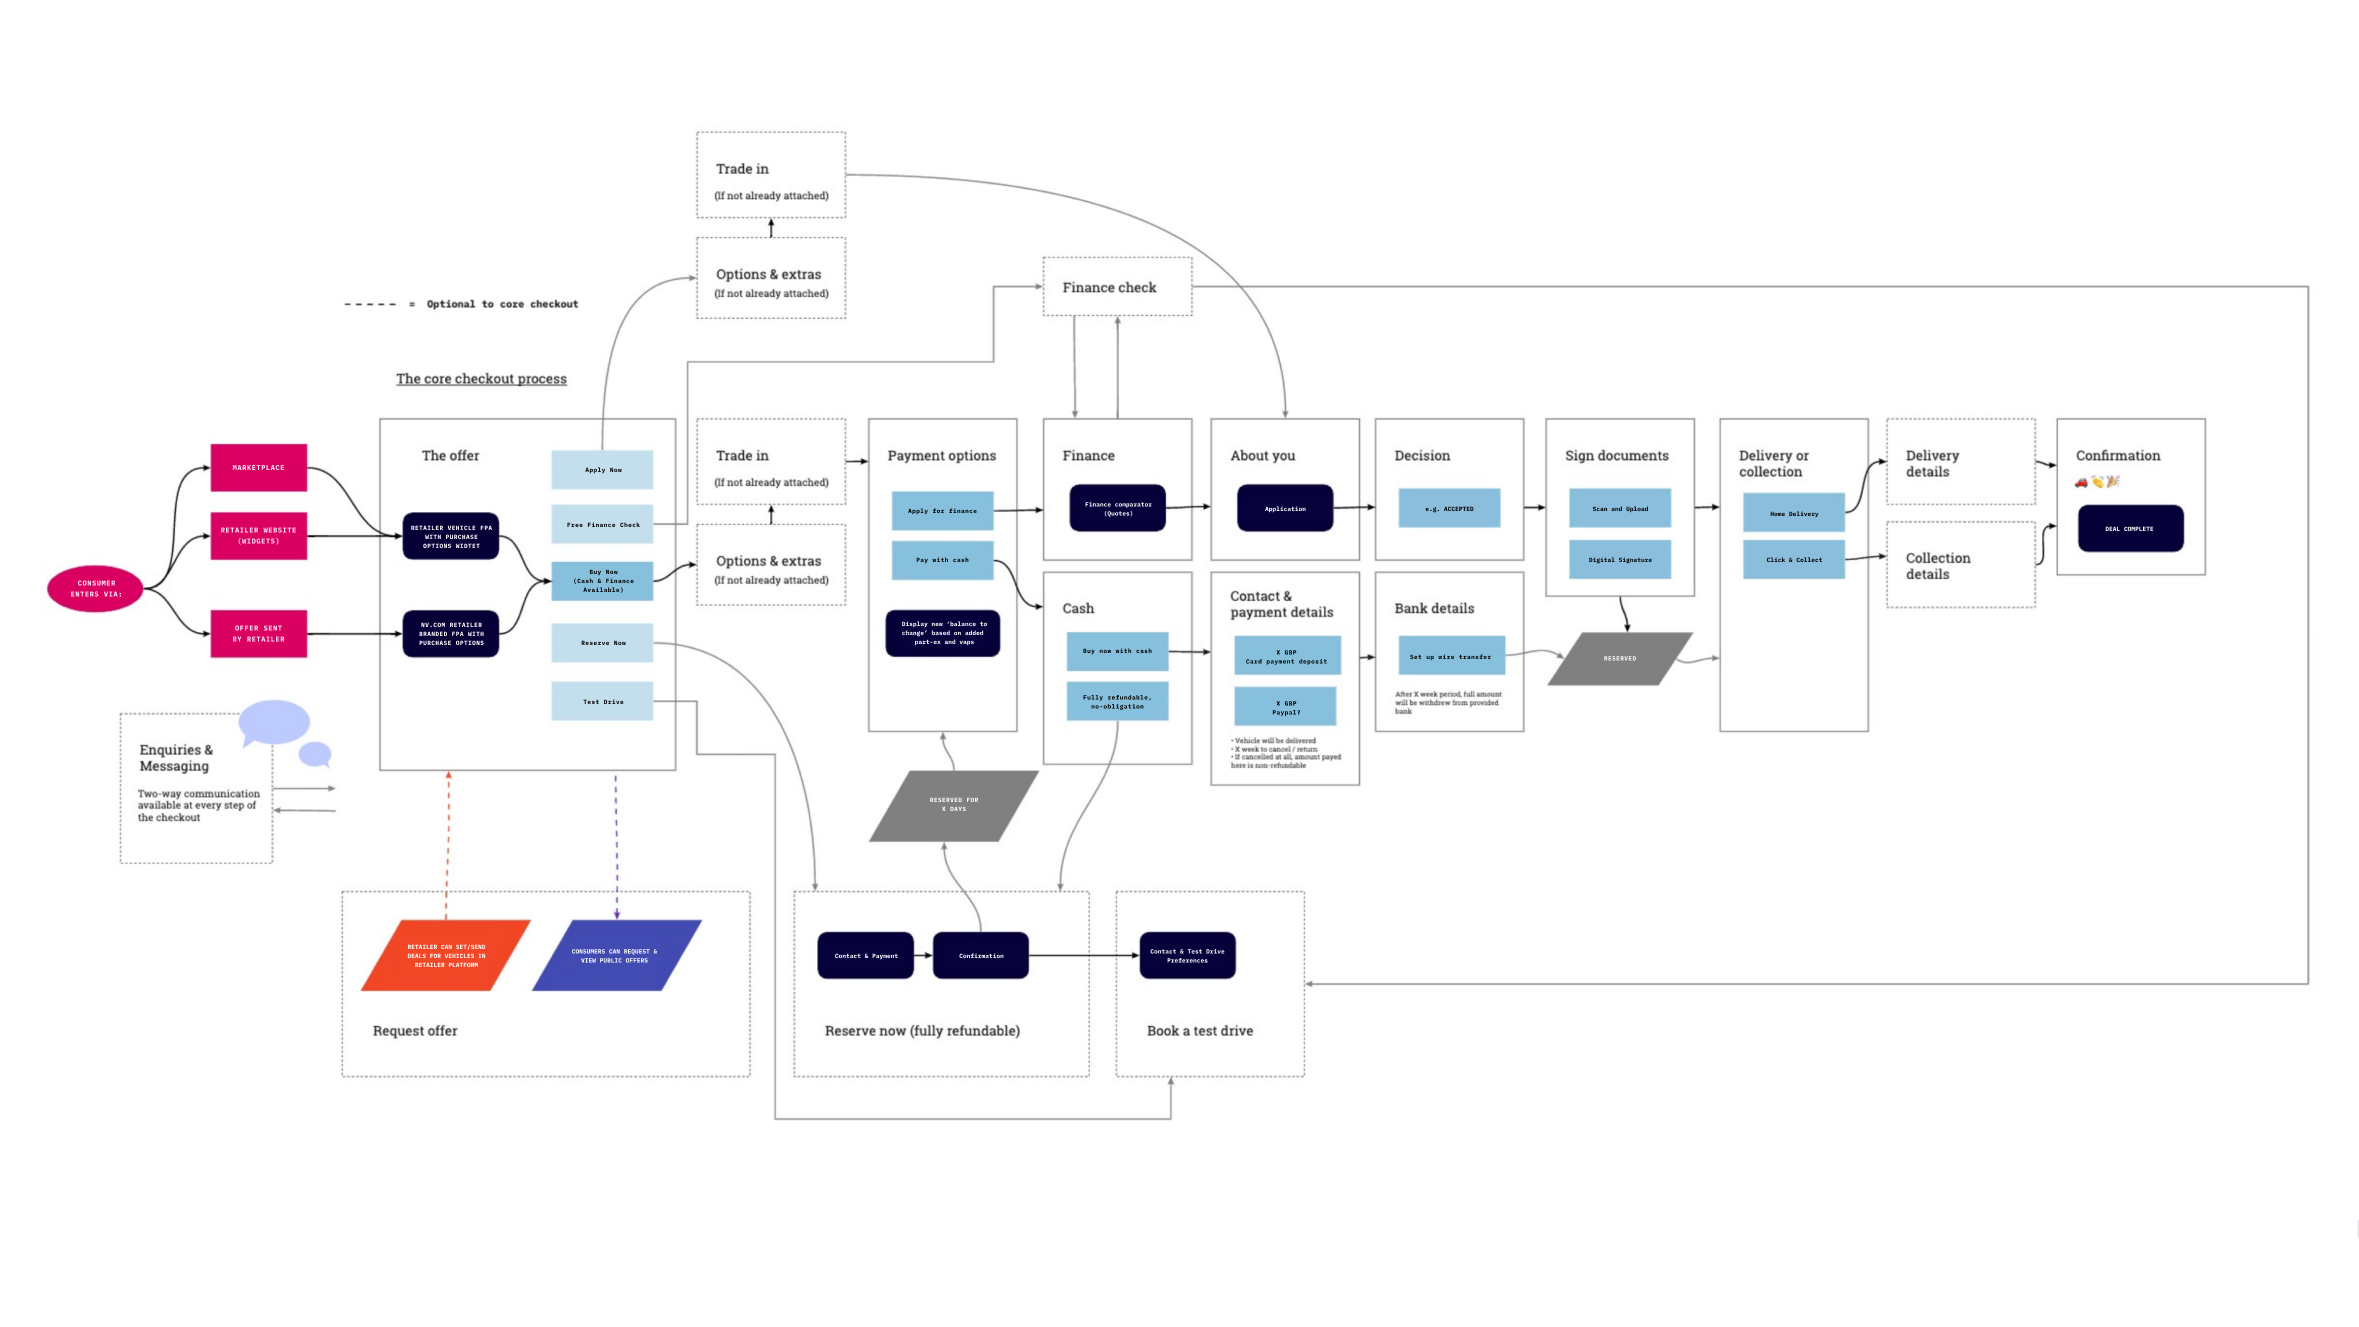 Trade in
(If not already attached)
Options & extras
(If not already attached)
Finance check
----- = Optional to core checkout
The core checkout process
CONSUMER
ENTERS VIA:
MARKETPLACE
RETAILER WEBSITE
(WIDGETS)
OFFER SENT
BY RETAILER
The offer
RETAILER VEHICLE FPA
WITH PURCHASE
OPTIONS WIDTET
NV.COM RETAILER
BRANDED FPA WITH
PURCHASE OPTIONS
Apply Now
Free Finance Check
Buy Now
(Cash & Finance
Available)
Reserve Now
Test Drive
Trade in
(If not already attached)
Options & extras
(If not already attached)
Payment options
Apply for finance
Pay with cash
Display new ‘balance to
change’ based on added
part-ex and vaps
Finance
Finance comparator
(Quotes)
Cash
Buy now with cash
Fully refundable,
no-obligation
About you
Application
Contact &
payment details
X GBP
Card payment deposit
X GBP
Paypal?
• Vehicle will be delivered
• X week to cancel / return
• If cancelled at all, amount payed
here is non-refundable
Decision
e.g. ACCEPTED
Bank details
Set up wire transfer
After X week period, full amount
will be withdrew from provided
bank
Sign documents
Scan and Upload
Digital Signature
RESERVED
Delivery or
collection
Home Delivery
Click & Collect
Delivery
details
Collection
details
Confirmation
🚗👏🎉
DEAL COMPLETE
Enquiries &
Messaging
Two-way communication
available at every step of
the checkout
RESERVED FOR
X DAYS
RETAILER CAN SET/SEND
DEALS FOR VEHICLES IN
RETAILER PLATFORM
CONSUMERS CAN REQUEST &
VIEW PUBLIC OFFERS
Request offer
Contact & Payment
Confirmation
Reserve now (fully refundable)
Contact & Test Drive
Preferences
Book a test drive